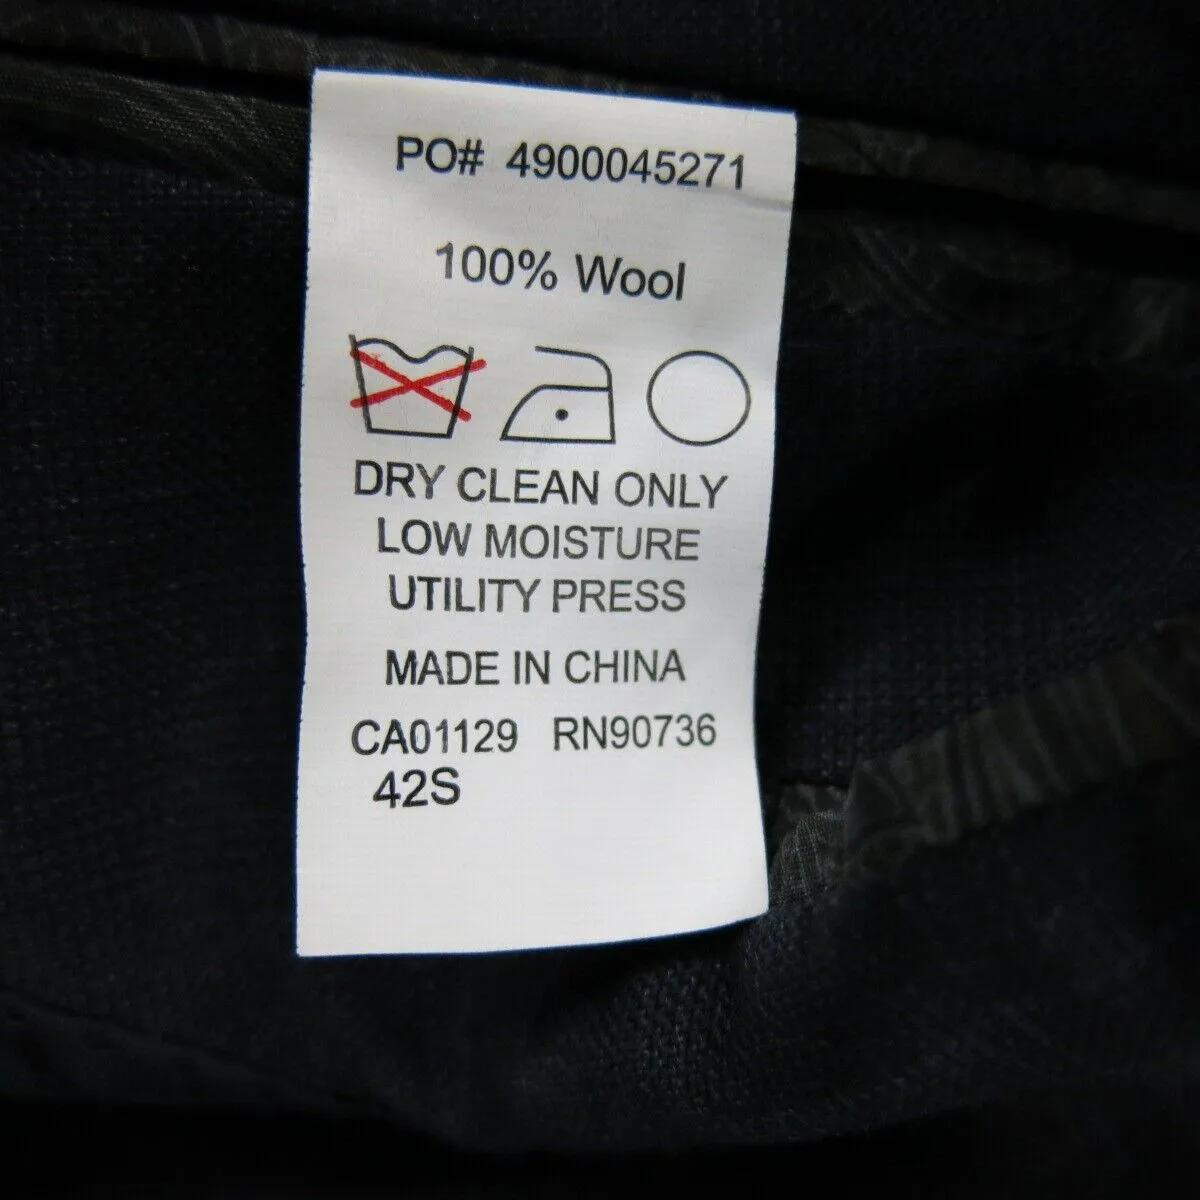 PO# 4900045271
100% Wool
DRY CLEAN ONLY
LOW MOISTURE
UTILITY PRESS
MADE IN CHINA
CA01129 RN90736
42S